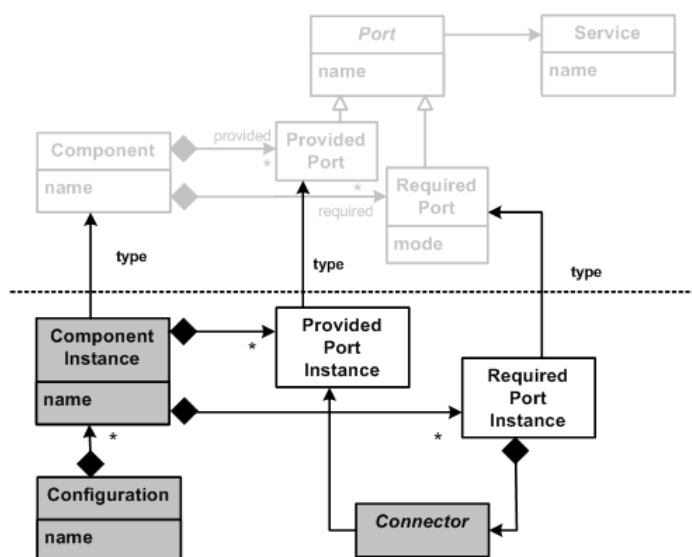 Port
name
Service
name
Component
name
provided
*
Provided
Port
*
required
Required
Port
mode
type
type
type
Component
Instance
name
*
Provided
Port
Instance
*
Required
Port
Instance
*
Configuration
name
Connector